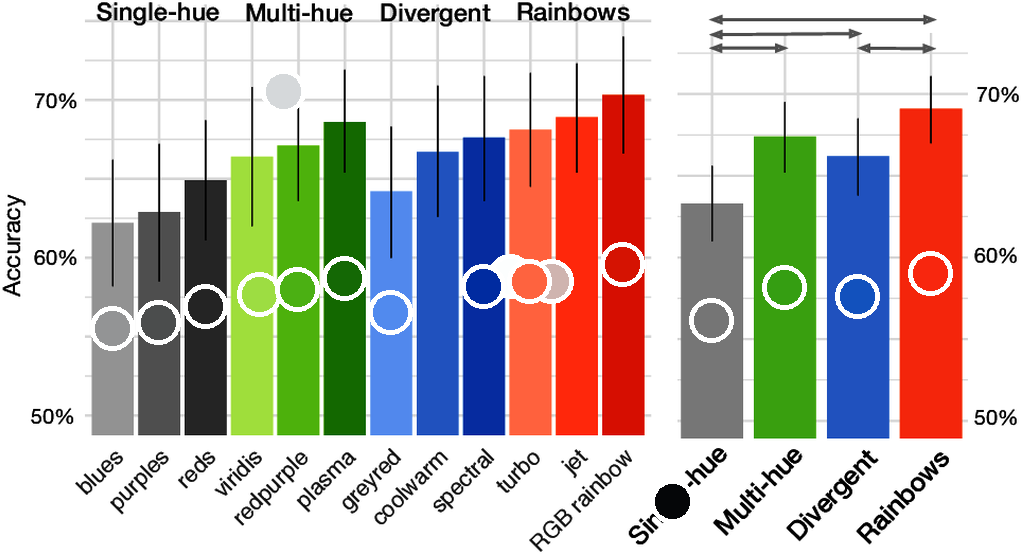 Single-hue Multi-hue Divergent Rainbows
70%
60%
50%
Accuracy
blues
purples
reds
viridis
redpurple
plasma
greyred
coolwarm
spectral
turbo
jet
RGB rainbow
70%
60%
50%
Multi-hue
Divergent
Rainbows